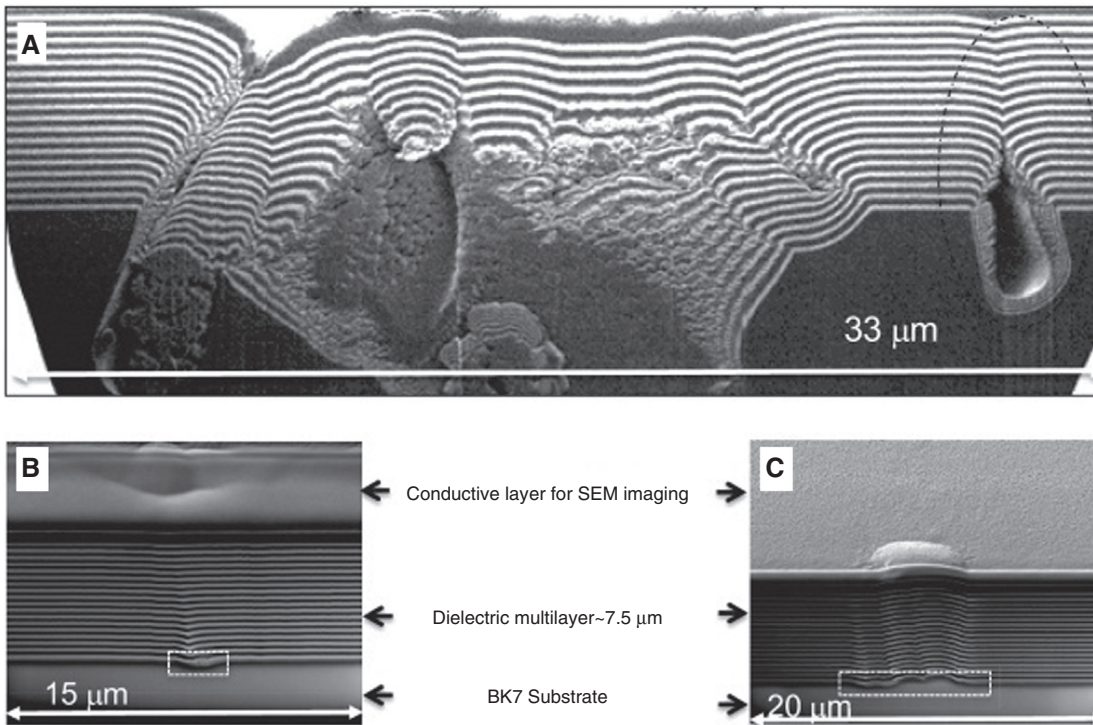 A
33 μm
B
C
Conductive layer for SEM imaging
Dielectric multilayer~7.5 μm
BK7 Substrate
15 μm
20 μm